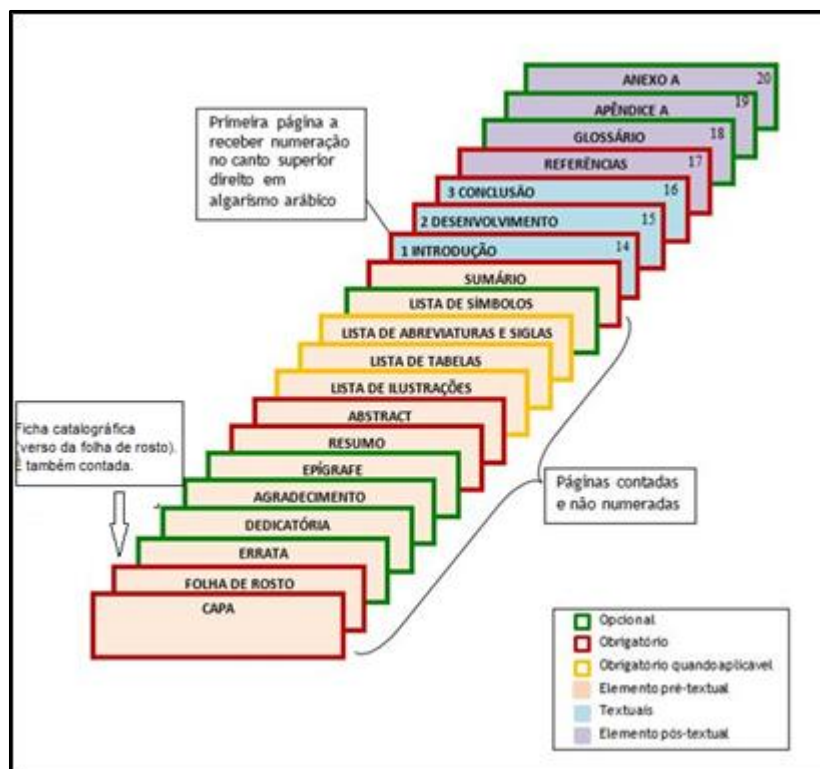 ANEXO A 20
APÊNDICE A 19
GLOSSÁRIO 18
REFERÊNCIAS 17
3 CONCLUSÃO 16
2 DESENVOLVIMENTO 15
1 INTRODUÇÃO 14
SUMÁRIO
LISTA DE SÍMBOLOS
LISTA DE ABREVIATURAS E SIGLAS
LISTA DE TABELAS
LISTA DE ILUSTRAÇÕES
ABSTRACT
RESUMO
EPÍGRAFE
AGRADECIMENTO
DEDICATÓRIA
ERRATA
FOLHA DE ROSTO
CAPA
Primeira página a
receber numeração
no canto superior
direito em
algarismo arábico
Ficha catalográfica
(verso da folha de rosto).
É também contada.
Páginas contadas
e não numeradas
Opcional
Obrigatório
Obrigatório quandoaplicável
Elemento pré-textual
Textuais
Elemento pós-textual